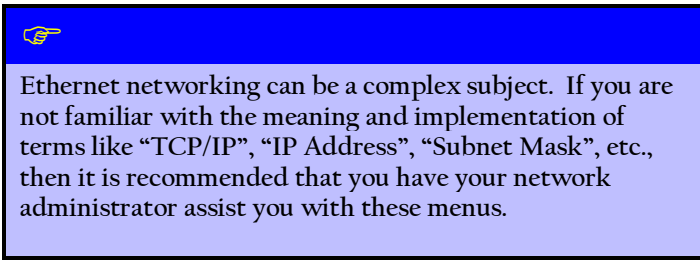 Ethernet networking can be a complex subject.  If you are
not familiar with the meaning and implementation of
terms like “TCP/IP”, “IP Address”, “Subnet Mask”, etc.,
then it is recommended that you have your network
administrator assist you with these menus.